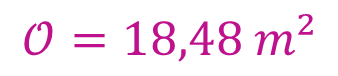 𝒪 = 18,48 m²